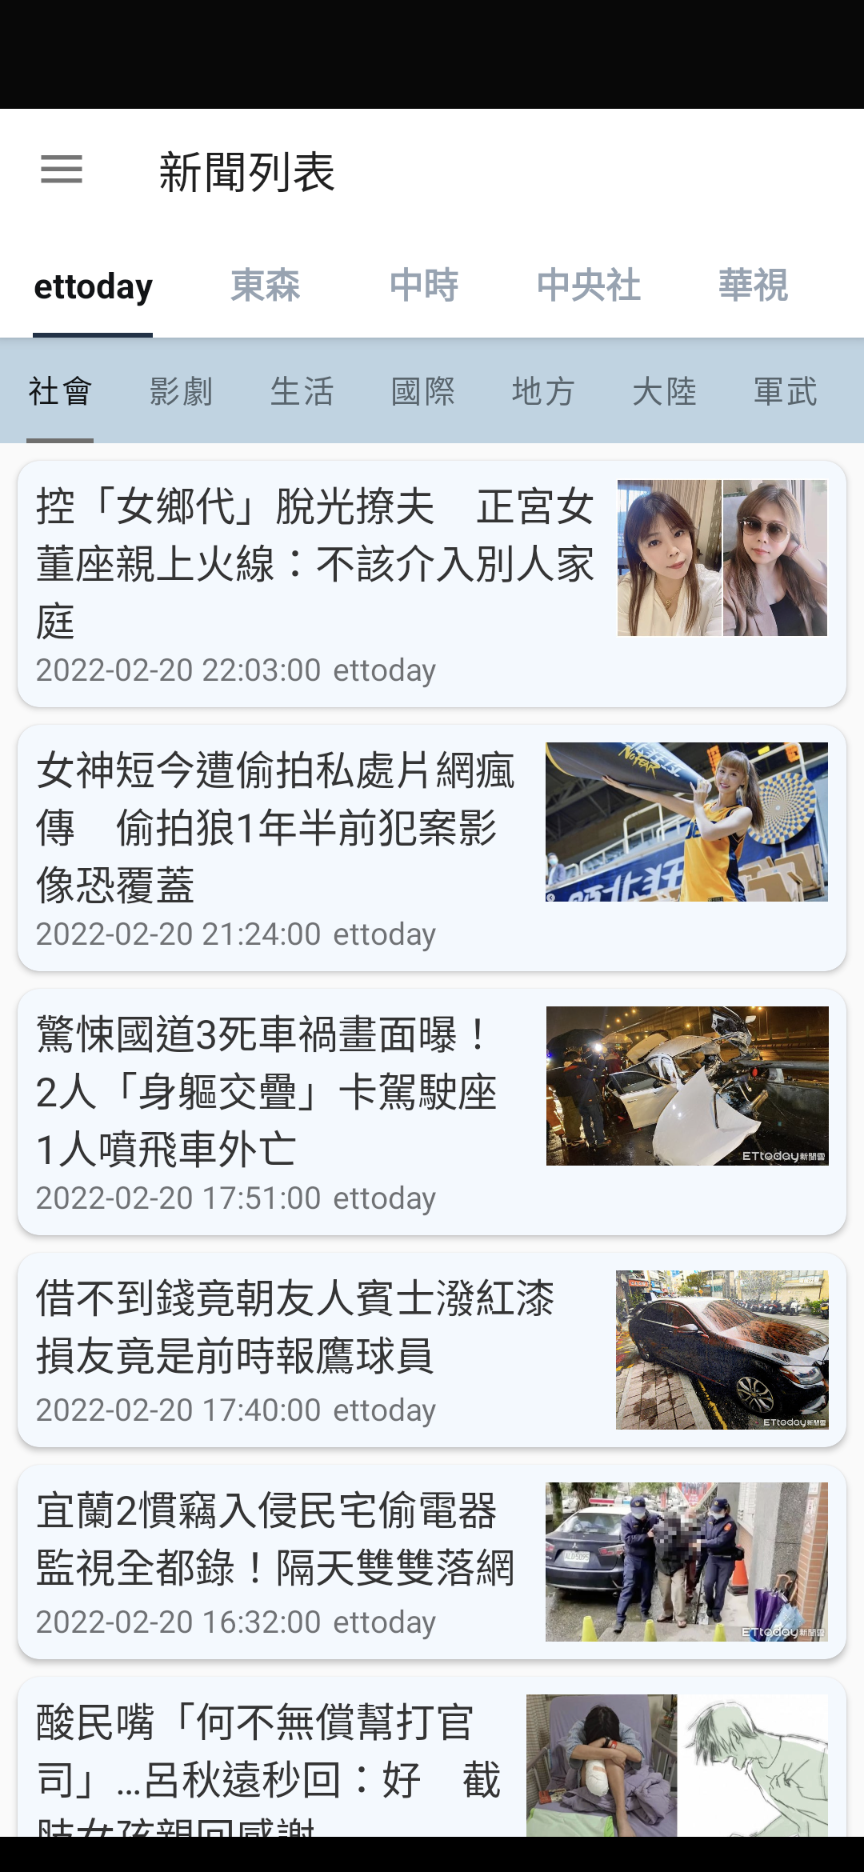 新聞列表
ettoday 東森 中時 中央社 華視
社會 影劇 生活 國際 地方 大陸 軍武
控「女鄉代」脫光撩夫　正宮女
董座親上火線：不該介入別人家
庭
2022-02-20 22:03:00 ettoday
女神短今遭偷拍私處片網瘋
傳　偷拍狼1年半前犯案影
像恐覆蓋
2022-02-20 21:24:00 ettoday
驚悚國道3死車禍畫面曝！
2人「身軀交疊」卡駕駛座
1人噴飛車外亡
ETtoday新聞雲
2022-02-20 17:51:00 ettoday
借不到錢竟朝友人賓士潑紅漆
損友竟是前時報鷹球員
2022-02-20 17:40:00 ettoday
ETtoday新聞雲
宜蘭2慣竊入侵民宅偷電器
監視全都錄！隔天雙雙落網
2022-02-20 16:32:00 ettoday
ETtoday新聞雲
酸民嘴「何不無償幫打官
司」...呂秋遠秒回：好　截
肢女孩親回感謝